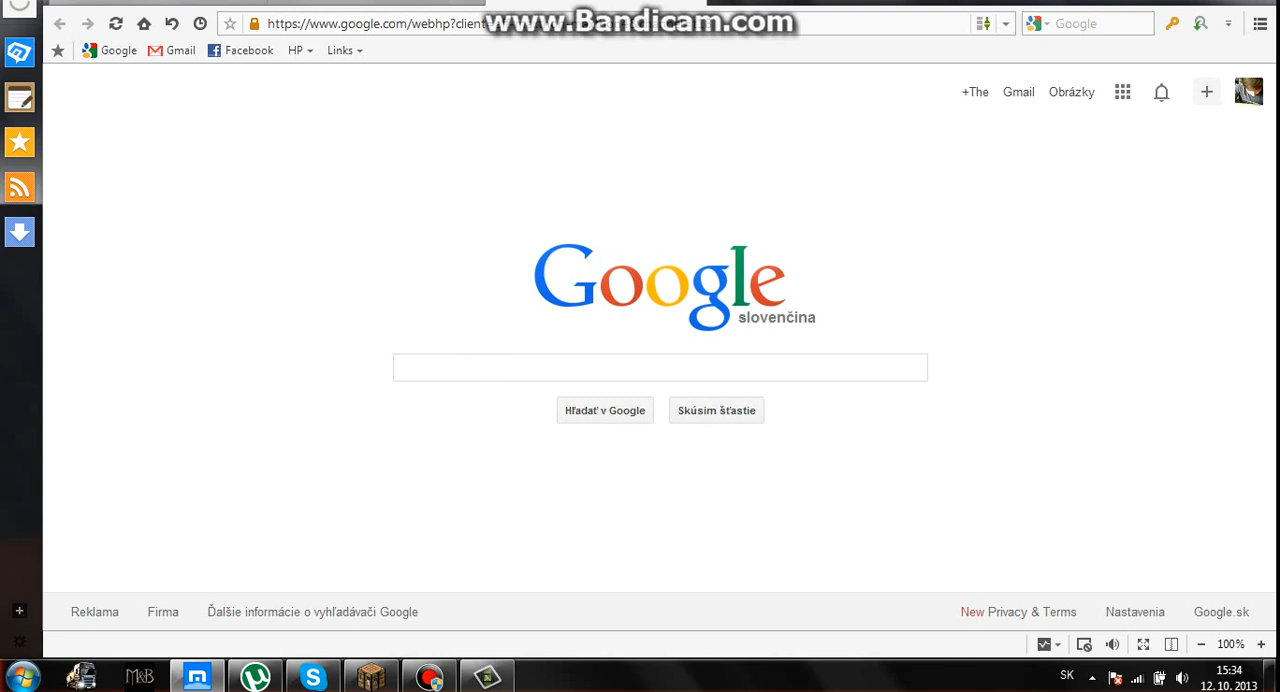 www.Bandicam.com
https://www.google.com/webhp?client
Google
Google
Gmail
Facebook
HP
Links
+The
Gmail
Obrázky
Google
slovenčina
Hľadať v Google
Skúsim šťastie
Reklama
Firma
Ďalšie informácie o vyhľadávači Google
New Privacy & Terms
Nastavenia
Google.sk
100%
M&B
SK
15:34
12. 10. 2013